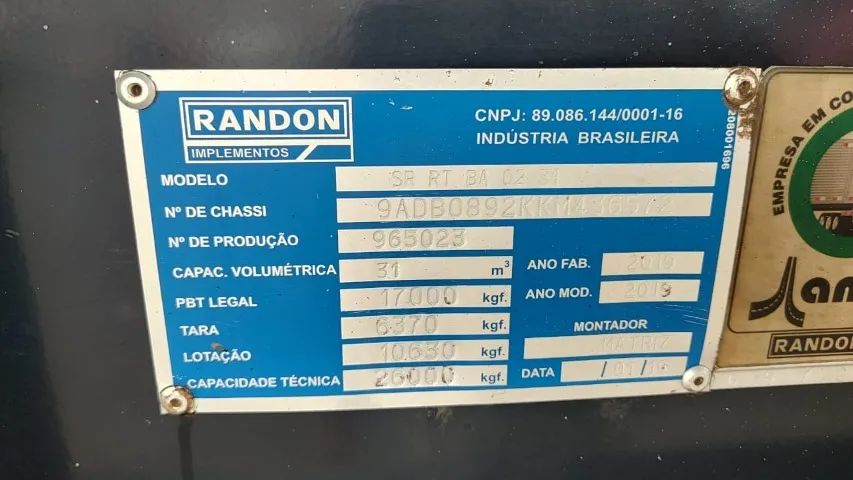 RANDON
IMPLEMENTOS
CNPJ: 89.086.144/0001-16
INDÚSTRIA BRASILEIRA
208001696
MODELO SR RT BA 02 31
Nº DE CHASSI
Nº DE PRODUÇÃO 965023
CAPAC. VOLUMÉTRICA 31 m³
ANO FAB. 2019
PBT LEGAL 17000 kgf.
ANO MOD. 2019
TARA 6370 kgf.
MONTADOR
LOTAÇÃO 10630 kgf.
MATRIZ
CAPACIDADE TÉCNICA 26000 kgf.
DATA
EMPRESA EM CO
RANDON